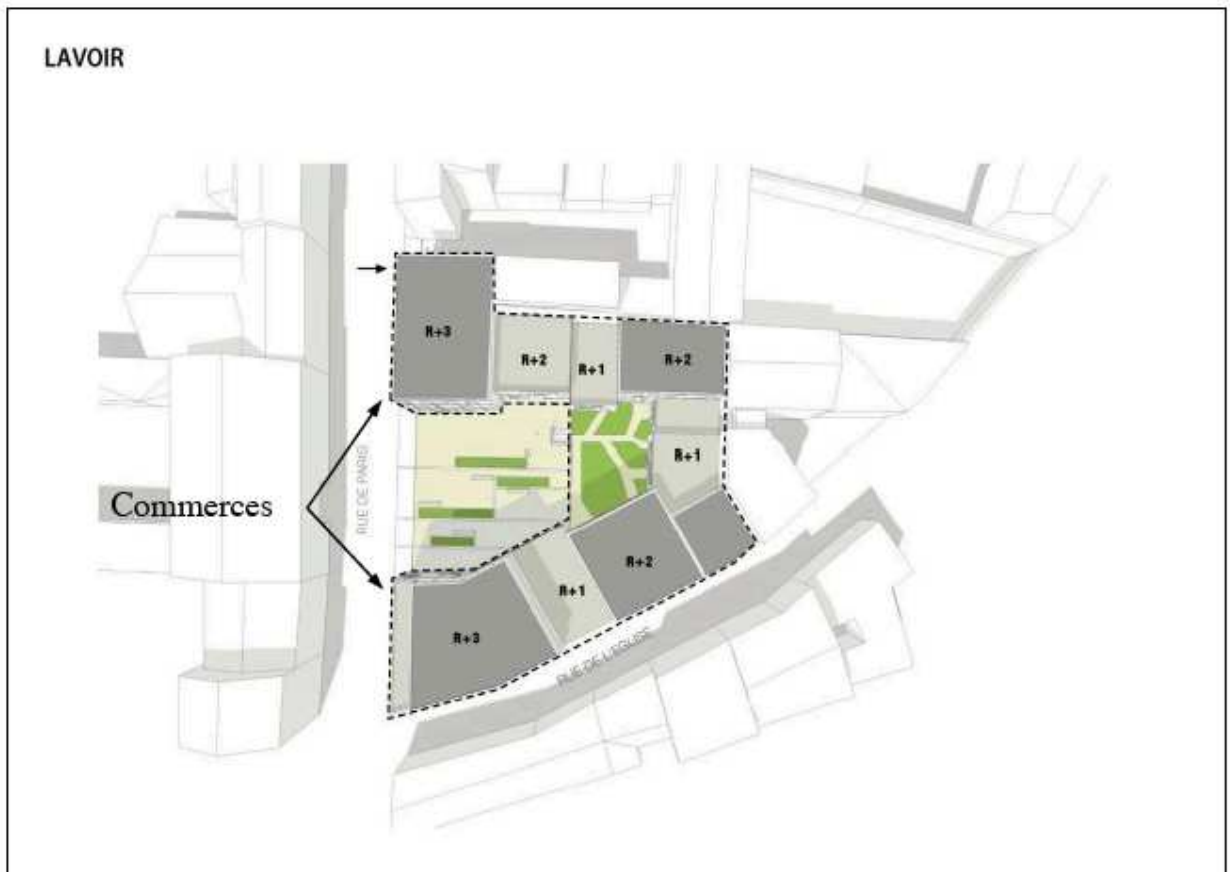 LAVOIR
R+3
R+2
R+1
R+2
R+1
RUE DE PARIS
Commerces
R+2
R+1
R+3
RUE DE L'EGLISE